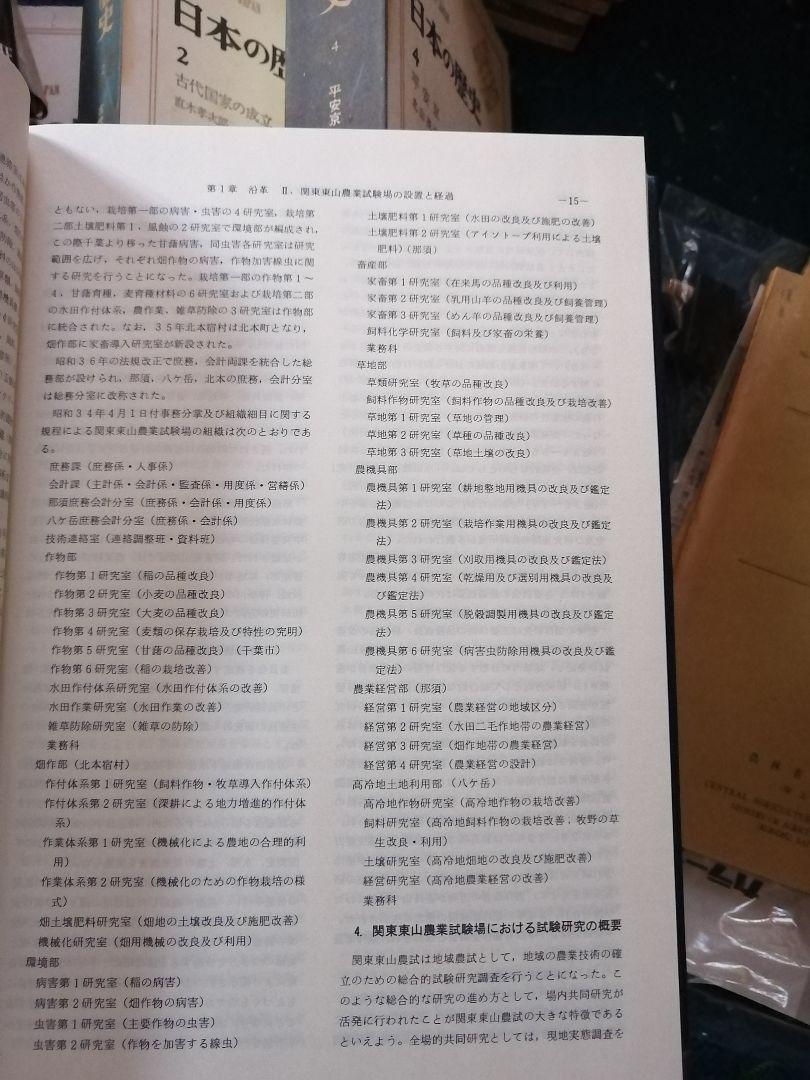 日本の歴
2
古代国家の成立
直木孝次郎
史
4
平安京
日本の歴史
4
平安京
第1章 沿革 Ⅱ、関東東山農業試験場の設置と経過
―15―
ともない，栽培第一部の病害・虫害の4研究室，栽培第
二部土壌肥料第1，風蝕の2研究室で環境部が編成され，
この際千葉より移った甘藷病害，同虫害各研究室は研究
範囲を広げ，それぞれ畑作物の病害，作物加害線虫に関
する研究を行うことになった。栽培第一部の作物第1〜
4，甘藷育種，麦育種材料の6研究室および栽培第二部
の水田作付体系，農作業，雑草防除の3研究室は作物部
に統合された。なお，35年北本宿村は北本町となり，
畑作部に家畜導入研究室が新設された。
昭和36年の法規改正で庶務，会計両課を統合した総
務部が設けられ，那須，八ケ岳，北本の庶務，会計分室
は総務分室に改称された。
昭和34年4月1日付事務分掌及び組織細目に関する
規程による関東東山農業試験場の組織は次のとおりであ
る。
庶務課（庶務係・人事係）
会計課（主計係・会計係・監査係・用度係・営繕係）
那須庶務会計分室（庶務係・会計係・用度係）
八ケ岳庶務会計分室（庶務係・会計係）
技術連絡室（連絡調整班・資料班）
作物部
作物第1研究室（稲の品種改良）
作物第2研究室（小麦の品種改良）
作物第3研究室（大麦の品種改良）
作物第4研究室（麦類の保存栽培及び特性の究明）
作物第5研究室（甘藷の品種改良）（千葉市）
作物第6研究室（稲の栽培改善）
水田作付体系研究室（水田作付体系の改善）
水田作業研究室（水田作業の改善）
雑草防除研究室（雑草の防除）
業務科
畑作部（北本宿村）
作付体系第1研究室（飼料作物・牧草導入作付体系）
作付体系第2研究室（深耕による地力増進的作付体
系）
作業体系第1研究室（機械化による農地の合理的利
用）
作業体系第2研究室（機械化のための作物栽培の様
式）
畑土壌肥料研究室（畑地の土壌改良及び施肥改善）
機械化研究室（畑用機械の改良及び利用）
環境部
病害第1研究室（稲の病害）
病害第2研究室（畑作物の病害）
虫害第1研究室（主要作物の虫害）
虫害第2研究室（作物を加害する線虫）
土壌肥料第1研究室（水田の改良及び施肥の改善）
土壌肥料第2研究室（アイソトープ利用による土壌
肥料）（那須）
畜産部
家畜第1研究室（在来馬の品種改良及び利用）
家畜第2研究室（乳用山羊の品種改良及び飼養管理）
家畜第3研究室（めん羊の品種改良及び飼養管理）
飼料化学研究室（飼料及び家畜の栄養）
業務科
草地部
草類研究室（牧草の品種改良）
飼料作物研究室（飼料作物の品種改良及び栽培改善）
草地第1研究室（草地の管理）
草地第2研究室（草種の品種改良）
草地第3研究室（草地土壌の改良）
農機具部
農機具第1研究室（耕地整地用機具の改良及び鑑定
法）
農機具第2研究室（栽培作業用機具の改良及び鑑定
法）
農機具第3研究室（刈取用機具の改良及び鑑定法）
農機具第4研究室（乾燥用及び選別用機具の改良及
び鑑定法）
農機具第5研究室（脱穀調製用機具の改良及び鑑定
法）
農機具第6研究室（病害虫防除用機具の改良及び鑑
定法）
農業経営部（那須）
経営第1研究室（農業経営の地域区分）
経営第2研究室（水田二毛作地帯の農業経営）
経営第3研究室（畑作地帯の農業経営）
経営第4研究室（農業経営の設計）
高冷地土地利用部（八ケ岳）
高冷地作物研究室（高冷地作物の栽培改善）
飼料研究室（高冷地飼料作物の栽培改善；牧野の草
生改良・利用）
土壌研究室（高冷地畑地の改良及び施肥改善）
経営研究室（高冷地農業経営の改善）
業務科
4. 関東東山農業試験場における試験研究の概要
関東東山農試は地域農試として，地域の農業技術の確
立のための総合的試験研究調査を行うことになった。こ
のような総合的な研究の進め方として，場内共同研究が
活発に行われたことが関東東山農試の大きな特徴である
といえよう。全場的共同研究としては，現地実態調査を